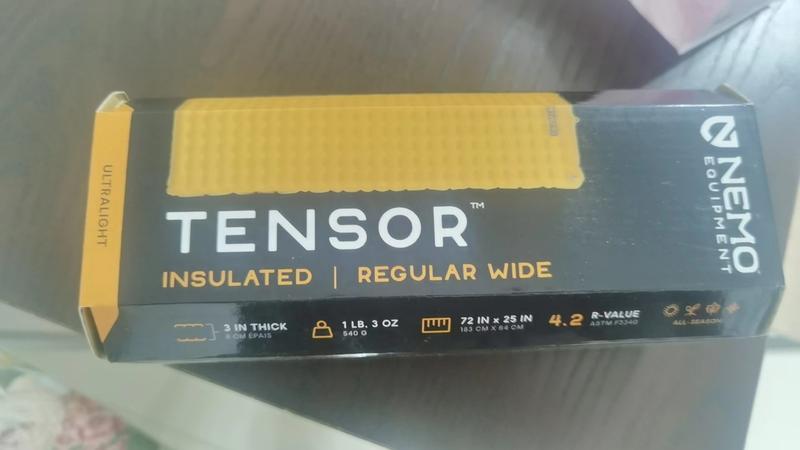 ULTRALIGHT
TENSOR™
INSULATED | REGULAR WIDE
NEMO
EQUIPMENT
3 IN THICK
8 CM ÉPAIS
1 LB. 3 OZ
540 G
72 IN x 25 IN
183 CM X 64 CM
4.2 R-VALUE
ASTM F3340
ALL-SEASON